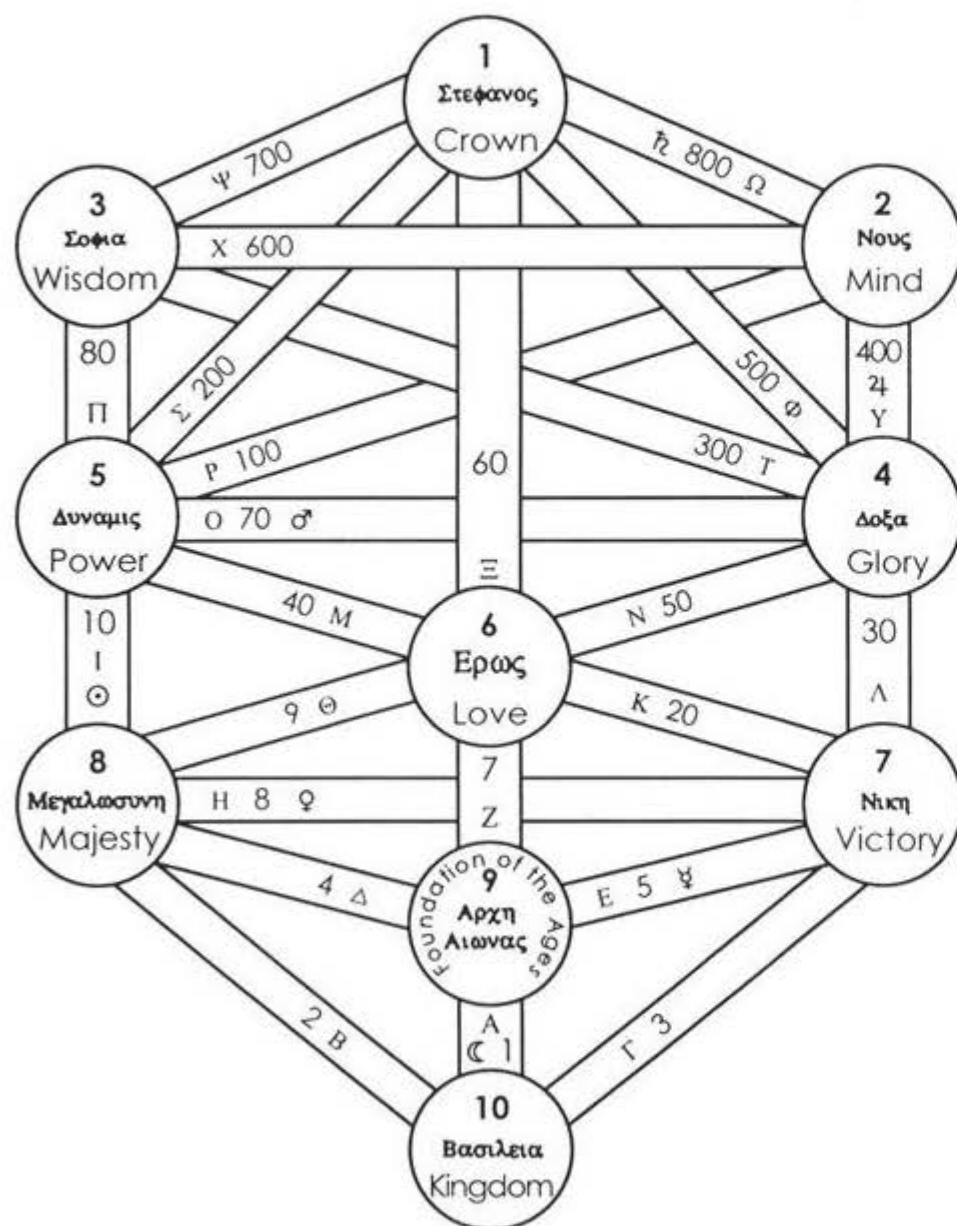 1
Στεφανος
Crown
Ψ 700
♄ 800 Ω
3
Σοφια
Wisdom
2
Νους
Mind
Χ 600
80
Π
Σ 200
60
Ξ
500 Φ
400
♃
Υ
Ρ 100
300 Τ
5
Δυναμις
Power
4
Δοξα
Glory
Ο 70 ♂
40 Μ
Ν 50
10
Ι
☉
30
Λ
6
Ερως
Love
9 Θ
Κ 20
8
Μεγαλωσυνη
Majesty
7
Νικη
Victory
7
Ζ
Η 8 ♀
4 Δ
Ε 5 ☿
Foundation of the Ages
9
Αρχη
Αιωνας
2 Β
Α
☾ 1
Γ 3
10
Βασιλεια
Kingdom